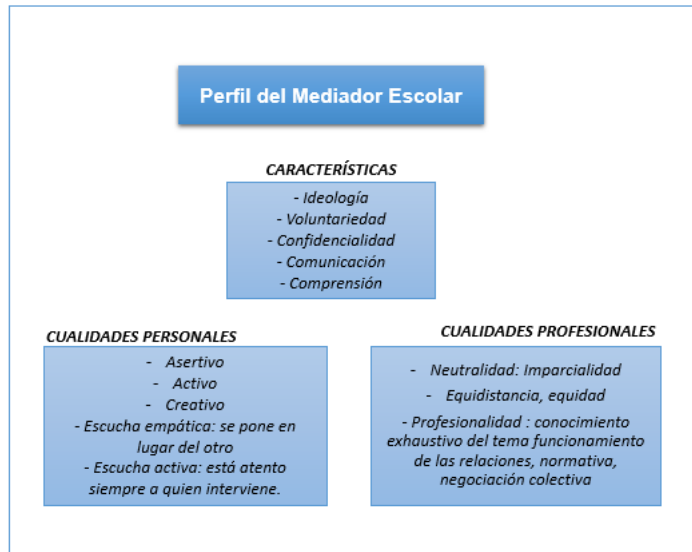 Perfil del Mediador Escolar
CARACTERÍSTICAS
- Ideología
- Voluntariedad
- Confidencialidad
- Comunicación
- Comprensión
CUALIDADES PERSONALES
- Asertivo
- Activo
- Creativo
- Escucha empática: se pone en
lugar del otro
- Escucha activa: está atento
siempre a quien interviene.
CUALIDADES PROFESIONALES
- Neutralidad: Imparcialidad
- Equidistancia, equidad
- Profesionalidad : conocimiento
exhaustivo del tema funcionamiento
de las relaciones, normativa,
negociación colectiva